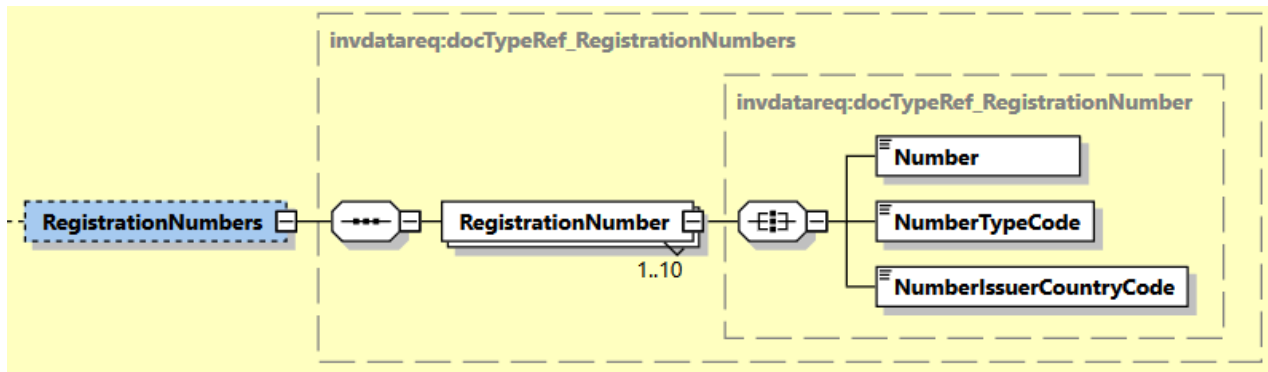 invdatareq:docTypeRef_RegistrationNumbers
invdatareq:docTypeRef_RegistrationNumber
Number
RegistrationNumbers
RegistrationNumber
NumberTypeCode
1..10
NumberIssuerCountryCode